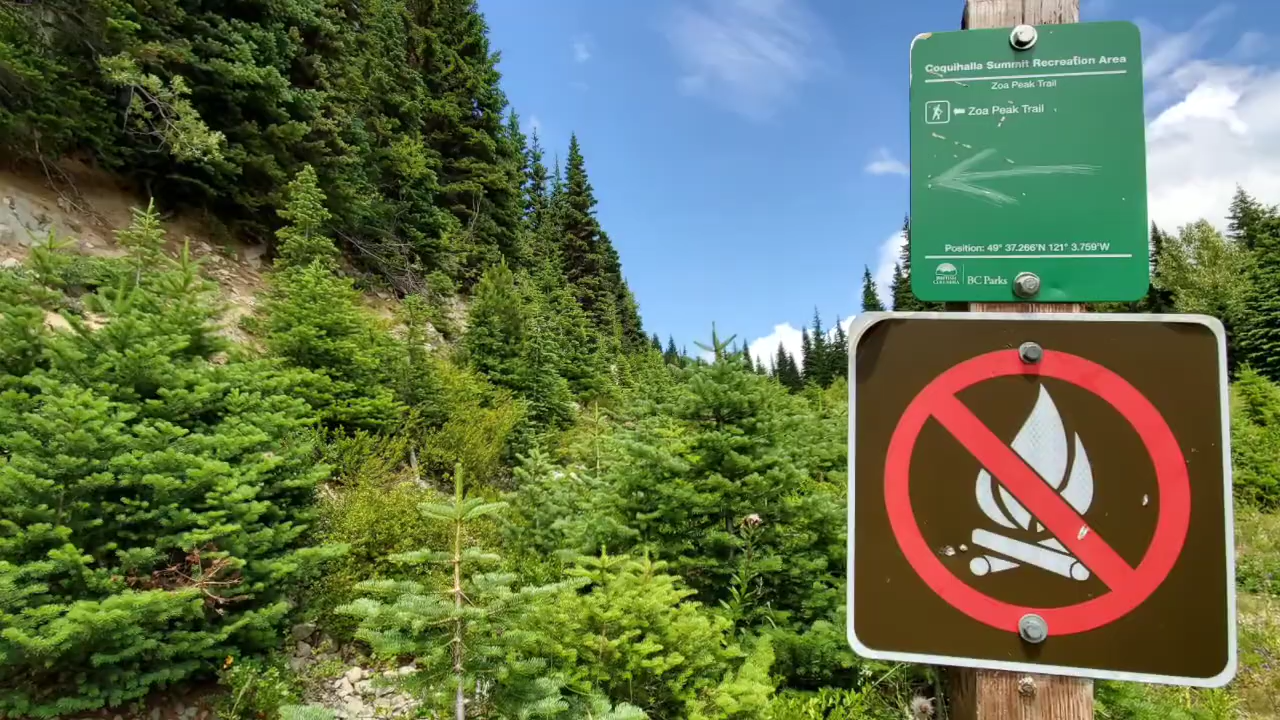 Coquihalla Summit Recreation Area
Zoa Peak Trail
Zoa Peak Trail
Position: 49° 37.266'N 121° 3.759'W
BRITISH
COLUMBIA
BC Parks